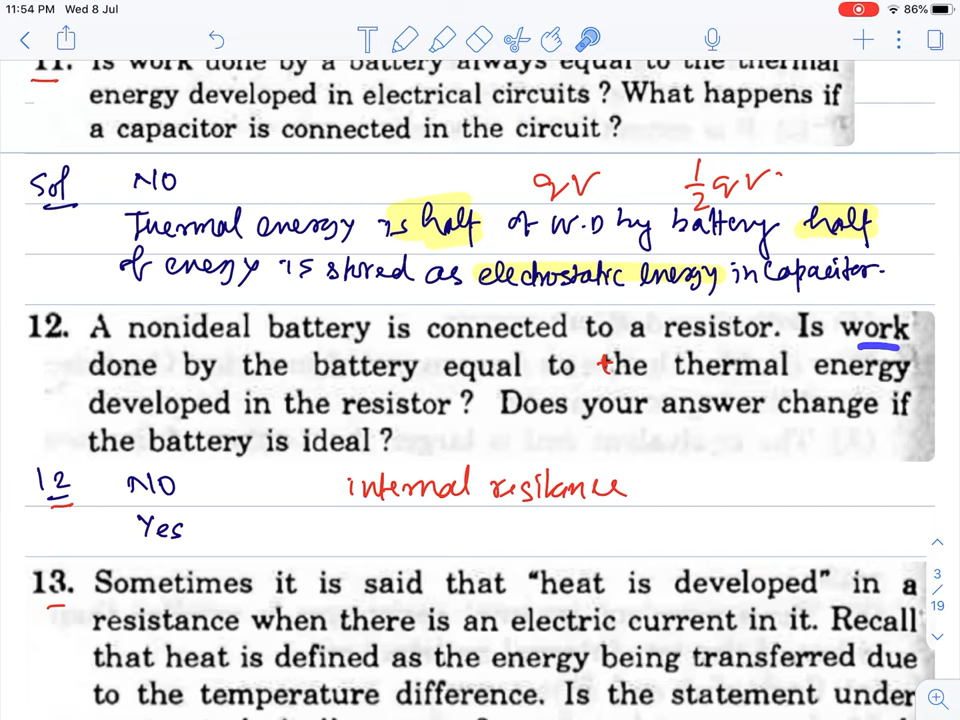 11:54 PM Wed 8 Jul
86%
11. Is work done by a battery always equal to the thermal
energy developed in electrical circuits ? What happens if
a capacitor is connected in the circuit ?
Sol NO qV 1/2 qV
Thermal energy is half of W.D by battery half
of enegy is stored as electrostatic energy in Capacitor.
12. A nonideal battery is connected to a resistor. Is work
done by the battery equal to the thermal energy
developed in the resistor ? Does your answer change if
the battery is ideal ?
12 NO internal resistance
Yes
13. Sometimes it is said that “heat is developed” in a
resistance when there is an electric current in it. Recall
that heat is defined as the energy being transferred due
to the temperature difference. Is the statement under
3
/
19